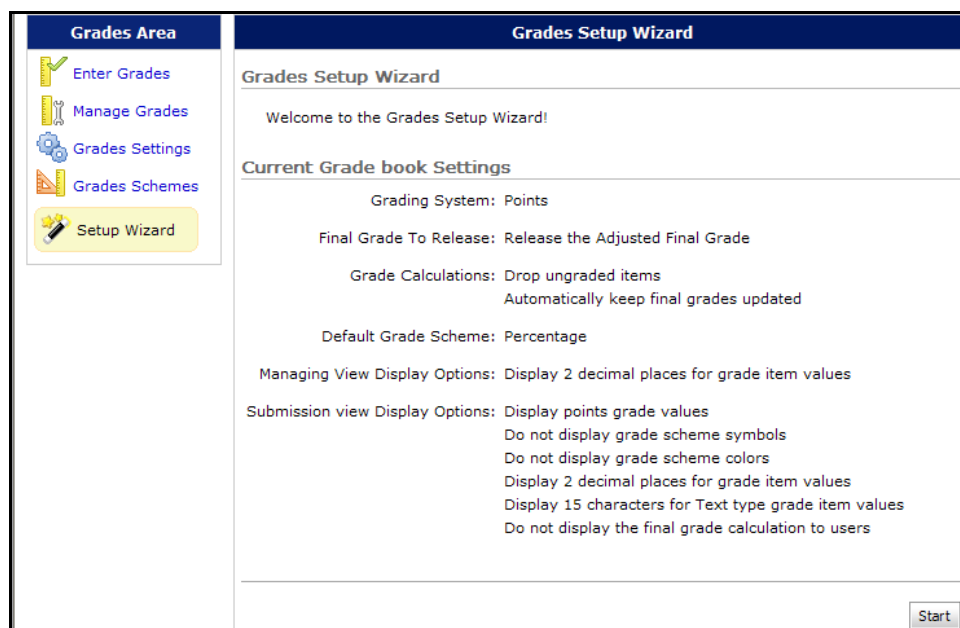 Grades Area
Enter Grades
Manage Grades
Grades Settings
Grades Schemes
Setup Wizard
Grades Setup Wizard
Grades Setup Wizard
Welcome to the Grades Setup Wizard!
Current Grade book Settings
Grading System: Points
Final Grade To Release: Release the Adjusted Final Grade
Grade Calculations: Drop ungraded items
Automatically keep final grades updated
Default Grade Scheme: Percentage
Managing View Display Options: Display 2 decimal places for grade item values
Submission view Display Options: Display points grade values
Do not display grade scheme symbols
Do not display grade scheme colors
Display 2 decimal places for grade item values
Display 15 characters for Text type grade item values
Do not display the final grade calculation to users
Start